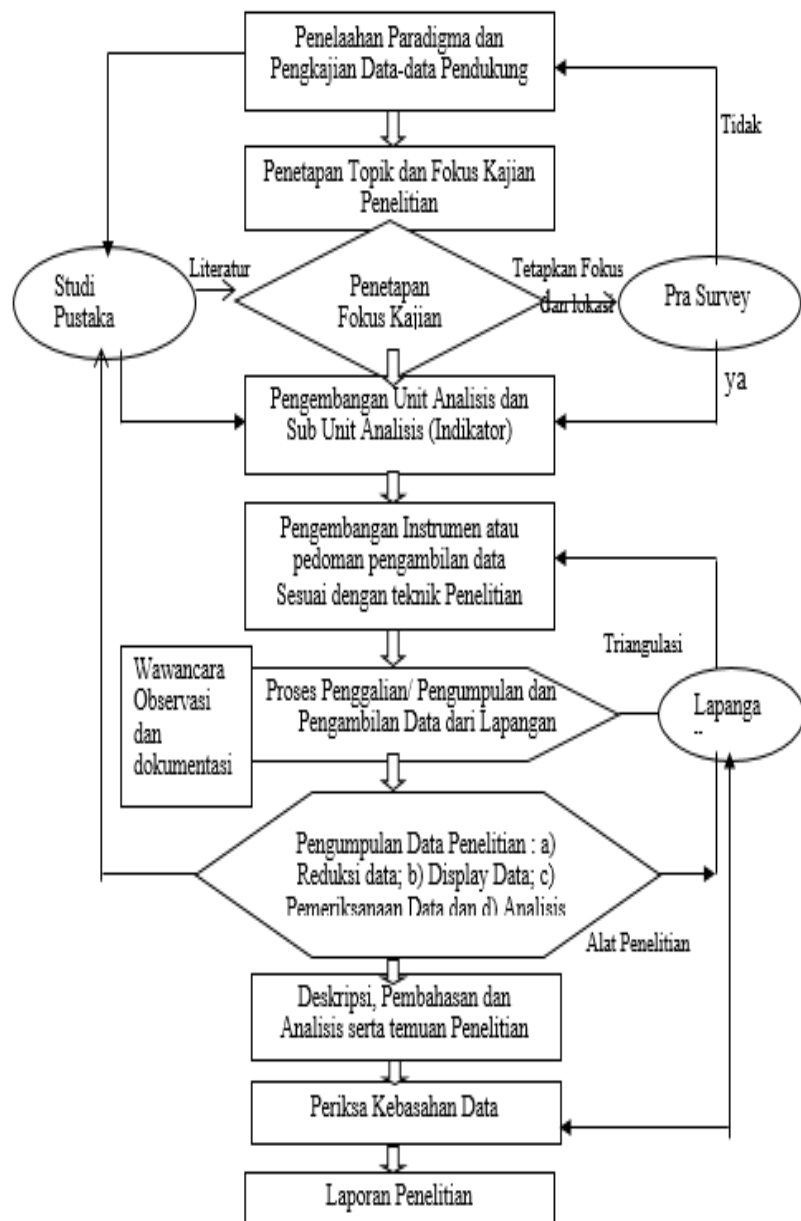 Penelaahan Paradigma dan
Pengkajian Data-data Pendukung
Tidak
Penetapan Topik dan Fokus Kajian
Penelitian
Studi
Pustaka
Literatur
Penetapan
Fokus Kajian
Tetapkan Fokus
dan lokasi
Pra Survey
ya
Pengembangan Unit Analisis dan
Sub Unit Analisis (Indikator)
Pengembangan Instrumen atau
pedoman pengambilan data
Sesuai dengan teknik Penelitian
Triangulasi
Wawancara
Observasi
dan
dokumentasi
Proses Penggalian/ Pengumpulan dan
Pengambilan Data dari Lapangan
Lapanga
Pengumpulan Data Penelitian : a)
Reduksi data; b) Display Data; c)
Pemeriksanaan Data dan d) Analisis
Alat Penelitian
Deskripsi, Pembahasan dan
Analisis serta temuan Penelitian
Periksa Kebasahan Data
Laporan Penelitian